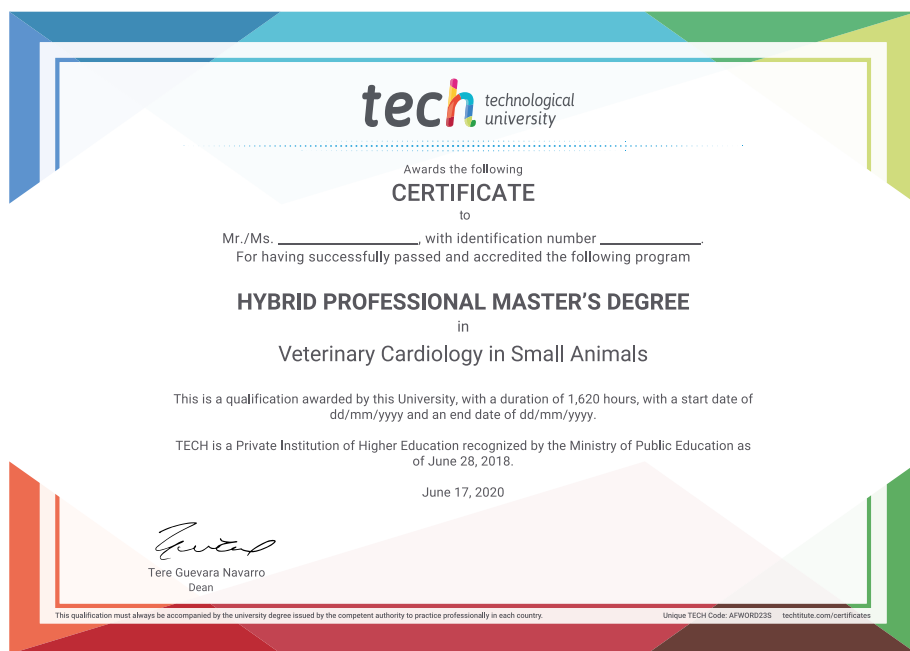 tech technological
university
Awards the following
CERTIFICATE
to
Mr./Ms. ____________________, with identification number ______________.
For having successfully passed and accredited the following program
HYBRID PROFESSIONAL MASTER'S DEGREE
in
Veterinary Cardiology in Small Animals
This is a qualification awarded by this University, with a duration of 1,620 hours, with a start date of
dd/mm/yyyy and an end date of dd/mm/yyyy.
TECH is a Private Institution of Higher Education recognized by the Ministry of Public Education as
of June 28, 2018.
June 17, 2020
Tere Guevara Navarro
Dean
This qualification must always be accompanied by the university degree issued by the competent authority to practice professionally in each country. Unique TECH Code: AFWORD23S techtitute.com/certificates